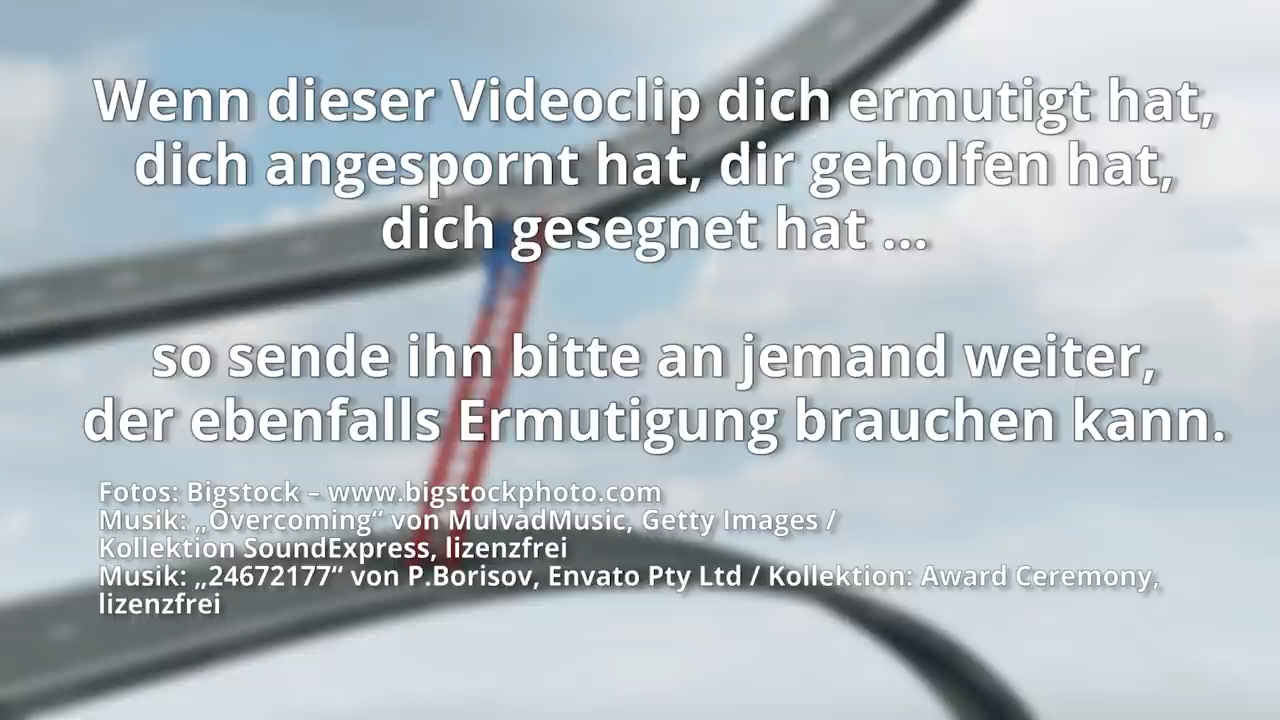 Wenn dieser Videoclip dich ermutigt hat,
dich angespornt hat, dir geholfen hat,
dich gesegnet hat ...
so sende ihn bitte an jemand weiter,
der ebenfalls Ermutigung brauchen kann.
Fotos: Bigstock – www.bigstockphoto.com
Musik: „Overcoming“ von MulvadMusic, Getty Images /
Kollektion SoundExpress, lizenzfrei
Musik: „24672177“ von P.Borisov, Envato Pty Ltd / Kollektion: Award Ceremony,
lizenzfrei